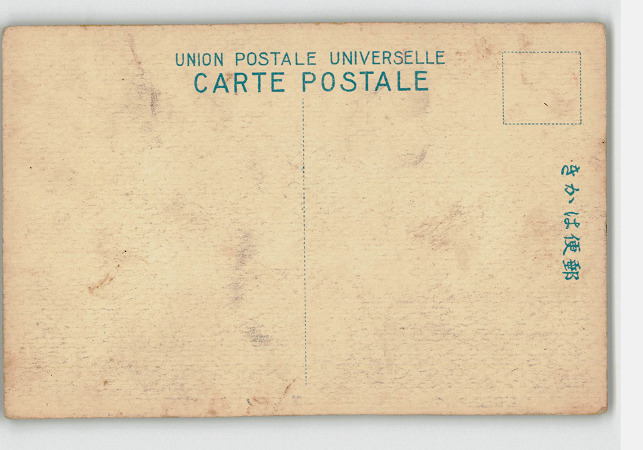 UNION POSTALE UNIVERSELLE
CARTE POSTALE
きかは便郵